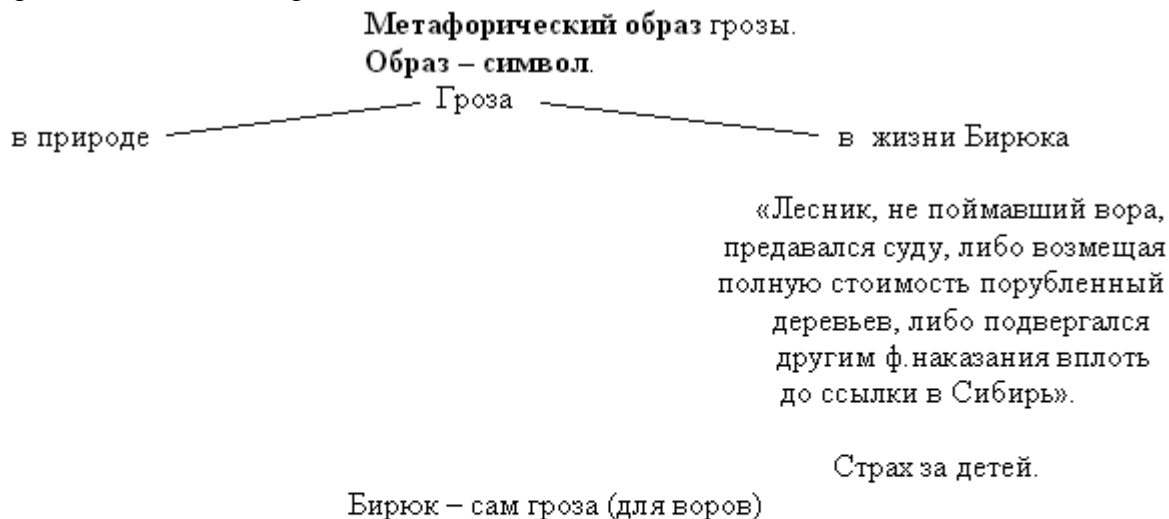 Метафорический образ грозы.
Образ – символ.
Гроза
в природе
в жизни Бирюка
«Лесник, не поймавший вора,
предавался суду, либо возмещая
полную стоимость порубленный
деревьев, либо подвергался
другим ф.наказания вплоть
до ссылки в Сибирь».
Страх за детей.
Бирюк – сам гроза (для воров)